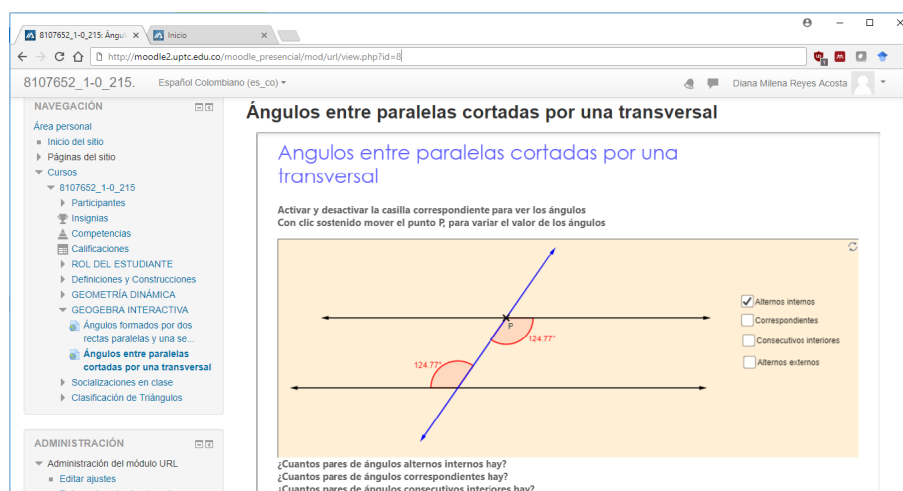 8107652_1-0_215: Ángul
Inicio
http://moodle2.uptc.edu.co/moodle_presencial/mod/url/view.php?id=8
8107652_1-0_215.
Español Colombiano (es_co)
Diana Milena Reyes Acosta
NAVEGACIÓN
Área personal
Inicio del sitio
Páginas del sitio
Cursos
8107652_1-0_215
Participantes
Insignias
Competencias
Calificaciones
ROL DEL ESTUDIANTE
Definiciones y Construcciones
GEOMETRÍA DINÁMICA
GEOGEBRA INTERACTIVA
Ángulos formados por dos
rectas paralelas y una se...
Ángulos entre paralelas
cortadas por una transversal
Socializaciones en clase
Clasificación de Triángulos
ADMINISTRACIÓN
Administración del módulo URL
Editar ajustes
Ángulos entre paralelas cortadas por una transversal
Angulos entre paralelas cortadas por una
transversal
Activar y desactivar la casilla correspondiente para ver los ángulos
Con clic sostenido mover el punto P, para variar el valor de los ángulos
P
124.77°
124.77°
Alternos internos
Correspondientes
Consecutivos interiores
Alternos externos
¿Cuantos pares de ángulos alternos internos hay?
¿Cuantos pares de ángulos correspondientes hay?
¿Cuantos pares de ángulos consecutivos interiores hay?